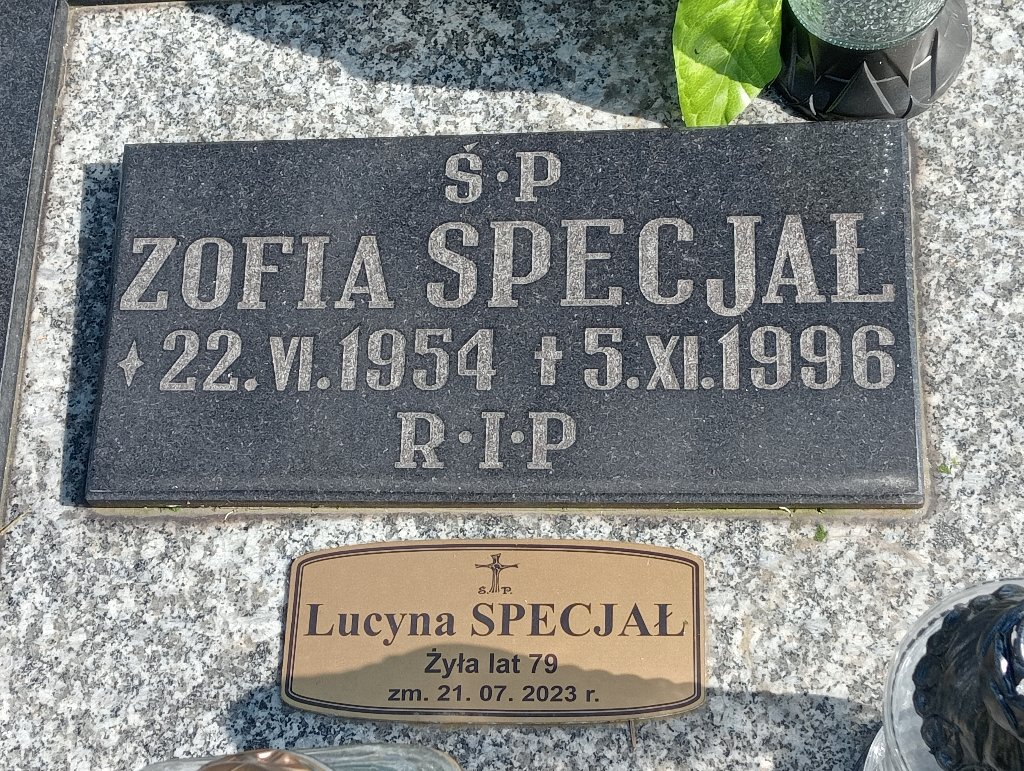 Ś·P
ZOFIA SPECJAŁ
22.VI.1954 † 5.XI.1996
R·I·P
Ś. P.
Lucyna SPECJAŁ
Żyła lat 79
zm. 21. 07. 2023 r.